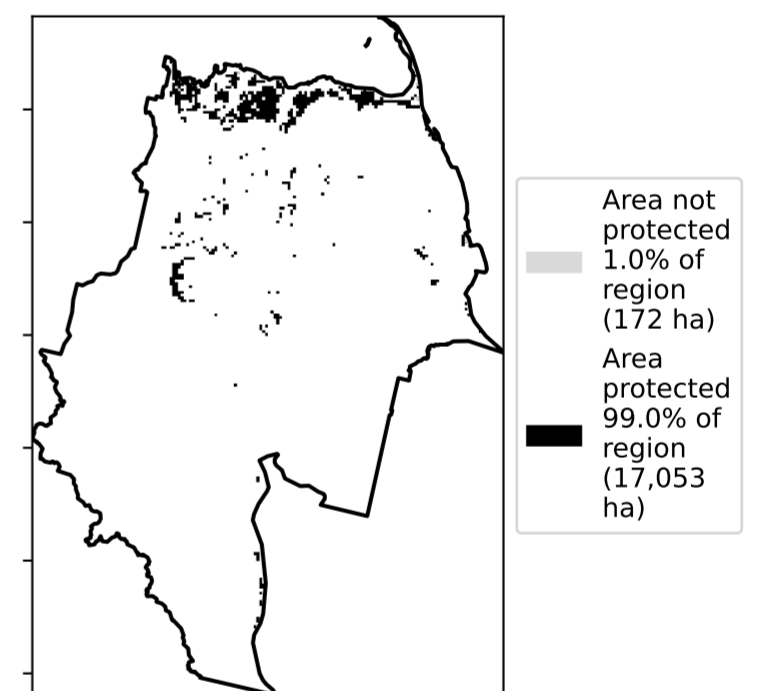 Area not
protected
1.0% of
region
(172 ha)
Area
protected
99.0% of
region
(17,053
ha)